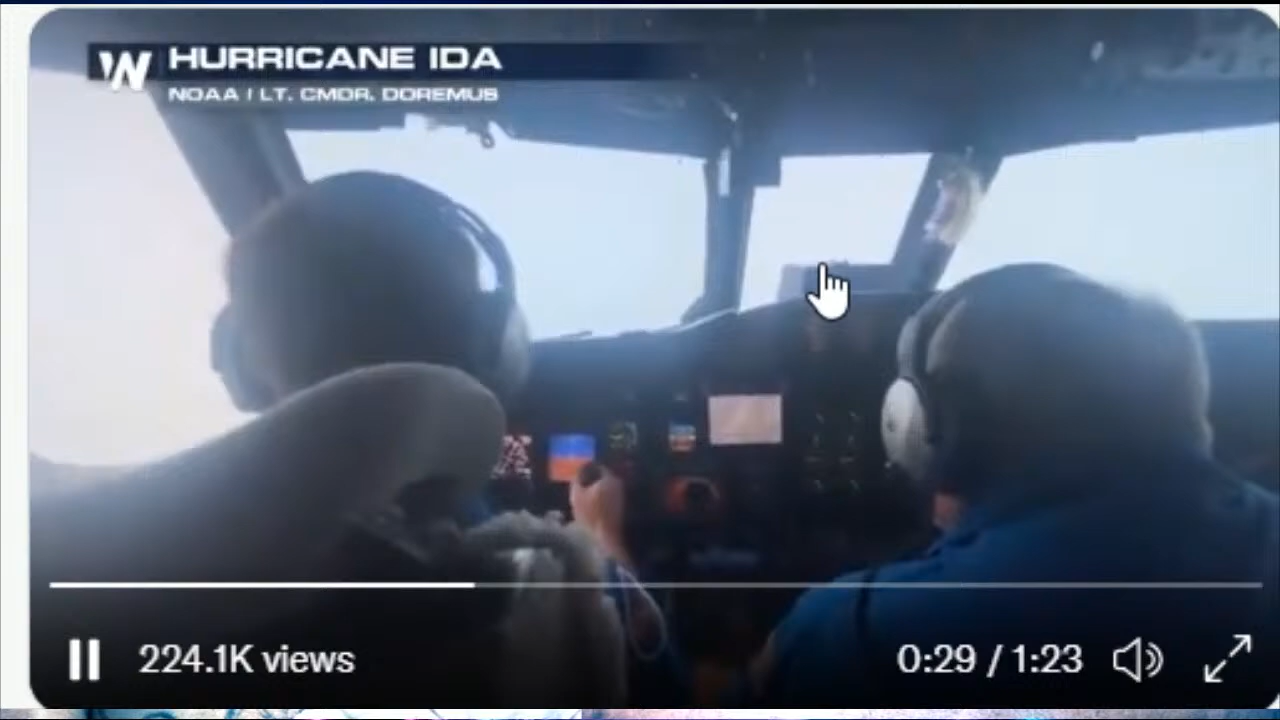 W HURRICANE IDA
NOAA / LT. CMDR. DOREMUS
224.1K views
0:29 / 1:23